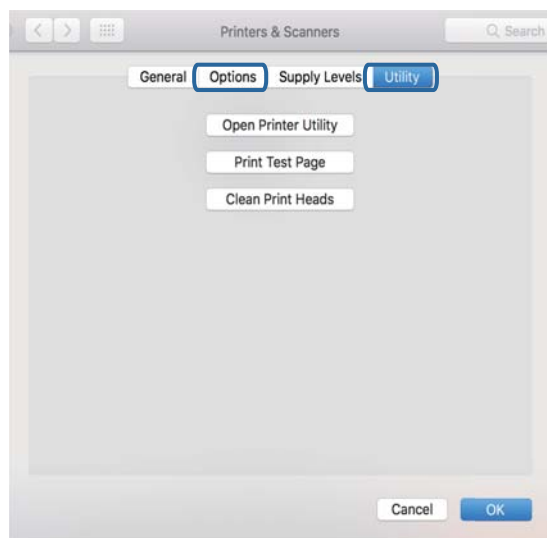 Printers & Scanners Search
General Options Supply Levels Utility
Open Printer Utility
Print Test Page
Clean Print Heads
Cancel OK